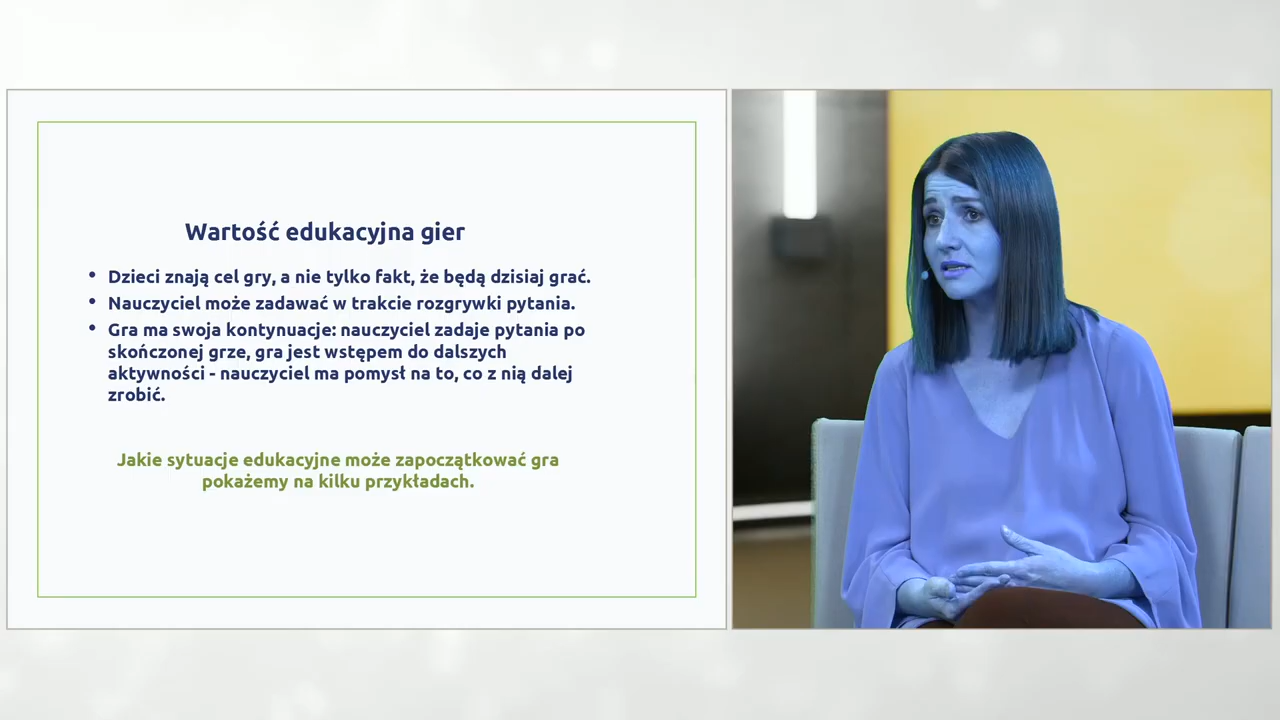 Wartość edukacyjna gier
• Dzieci znają cel gry, a nie tylko fakt, że będą dzisiaj grać.
• Nauczyciel może zadawać w trakcie rozgrywki pytania.
• Gra ma swoja kontynuacje: nauczyciel zadaje pytania po
skończonej grze, gra jest wstępem do dalszych
aktywności - nauczyciel ma pomysł na to, co z nią dalej
zrobić.
Jakie sytuacje edukacyjne może zapoczątkować gra
pokażemy na kilku przykładach.